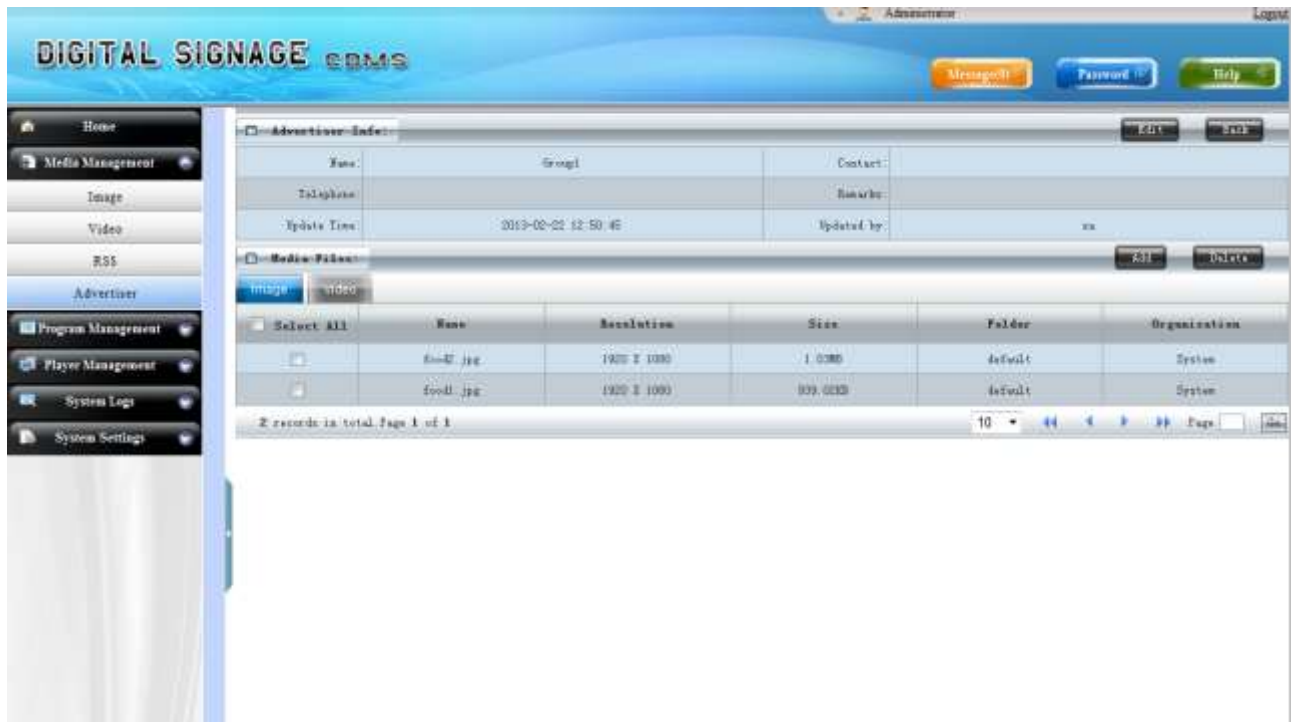 Administrator Logout
DIGITAL SIGNAGE CDMS
Password Help
Home
Media Management
Image
Video
RSS
Advertiser
Program Management
Player Management
System Logs
System Settings
Advertiser Info: Edit Back
Name: Group1 Contact:
Telephone: Remarks:
Update Time: 2013-02-22 12:50:45 Updated by:
Media Files: Add Delete
Image Video
Select All Name Resolution Size Folder Organization
food2.jpg 1920 X 1080 1.03MB default System
food1.jpg 1920 X 1080 default System
2 records in total Page 1 of 1 10 Page